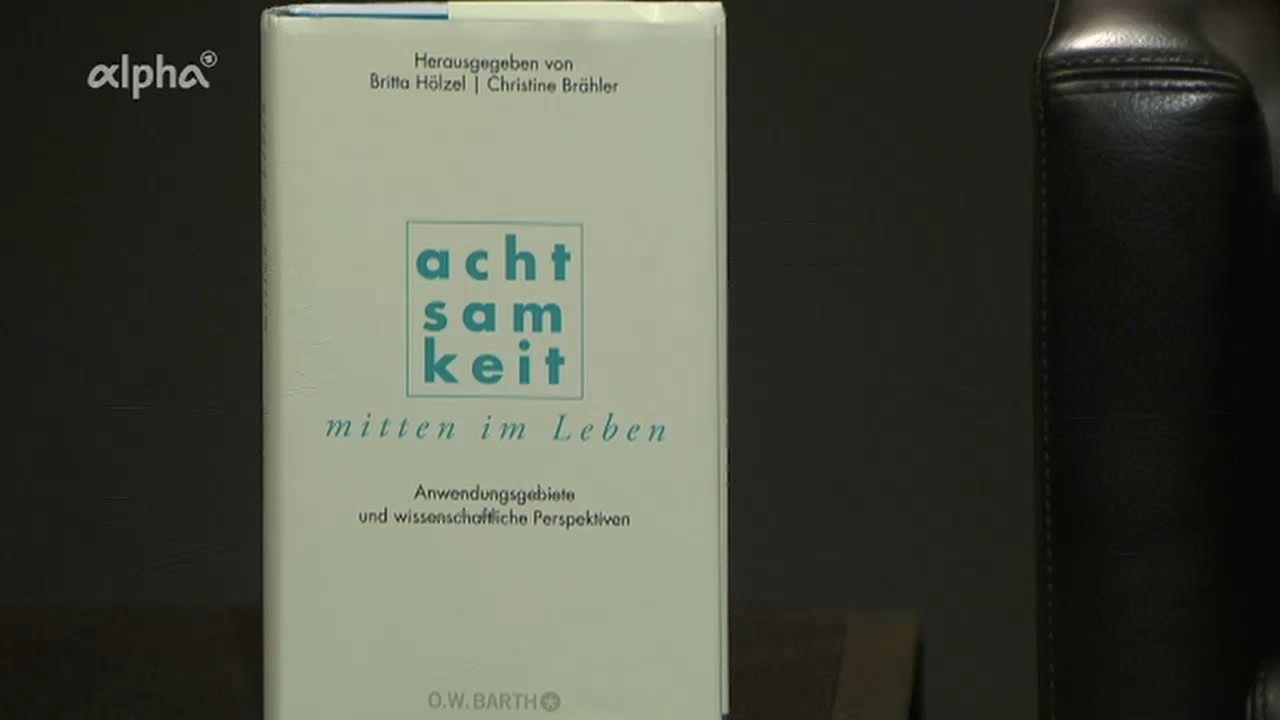 alpha
Herausgegeben von
Britta Hölzel | Christine Brähler
acht
sam
keit
mitten im Leben
Anwendungsgebiete
und wissenschaftliche Perspektiven
O.W. BARTH